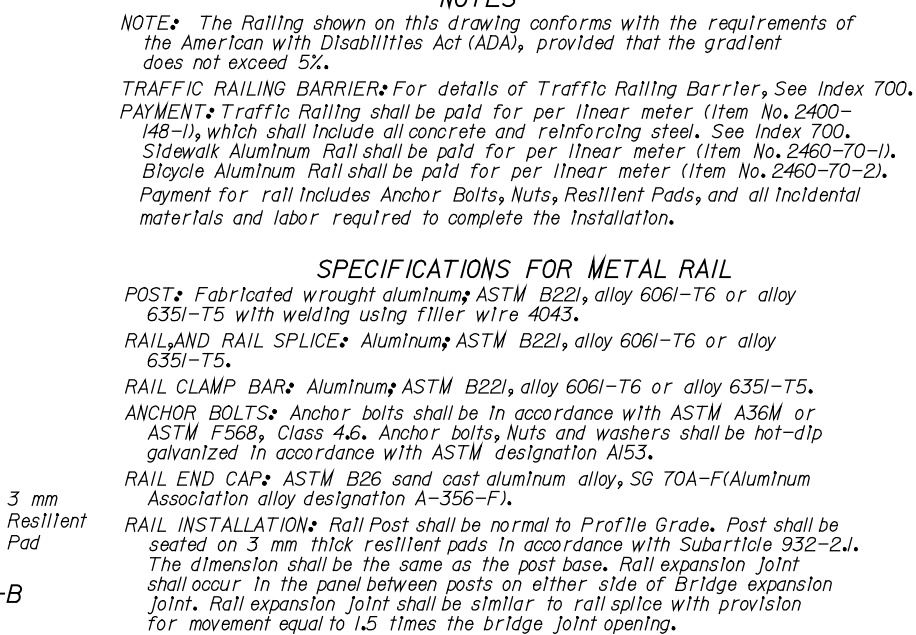 NOTES
NOTE: The Railing shown on this drawing conforms with the requirements of
the American with Disabilities Act (ADA), provided that the gradient
does not exceed 5%.
TRAFFIC RAILING BARRIER: For details of Traffic Railing Barrier, See Index 700.
PAYMENT: Traffic Railing shall be paid for per linear meter (Item No. 2400-
148-1), which shall include all concrete and reinforcing steel. See Index 700.
Sidewalk Aluminum Rail shall be paid for per linear meter (Item No. 2460-70-1).
Bicycle Aluminum Rail shall be paid for per linear meter (Item No. 2460-70-2).
Payment for rail includes Anchor Bolts, Nuts, Resilient Pads, and all incidental
materials and labor required to complete the installation.
SPECIFICATIONS FOR METAL RAIL
POST: Fabricated wrought aluminum; ASTM B221, alloy 6061-T6 or alloy
6351-T5 with welding using filler wire 4043.
RAIL,AND RAIL SPLICE: Aluminum; ASTM B221, alloy 6061-T6 or alloy
6351-T5.
RAIL CLAMP BAR: Aluminum; ASTM B221, alloy 6061-T6 or alloy 6351-T5.
ANCHOR BOLTS: Anchor bolts shall be in accordance with ASTM A36M or
ASTM F568, Class 4.6. Anchor bolts, Nuts and washers shall be hot-dip
galvanized in accordance with ASTM designation A153.
RAIL END CAP: ASTM B26 sand cast aluminum alloy, SG 70A-F(Aluminum
Association alloy designation A-356-F).
RAIL INSTALLATION: Rail Post shall be normal to Profile Grade. Post shall be
seated on 3 mm thick resilient pads in accordance with Subarticle 932-2.1.
The dimension shall be the same as the post base. Rail expansion joint
shall occur in the panel between posts on either side of Bridge expansion
joint. Rail expansion joint shall be similar to rail splice with provision
for movement equal to 1.5 times the bridge joint opening.
3 mm
Resilient
Pad
-B